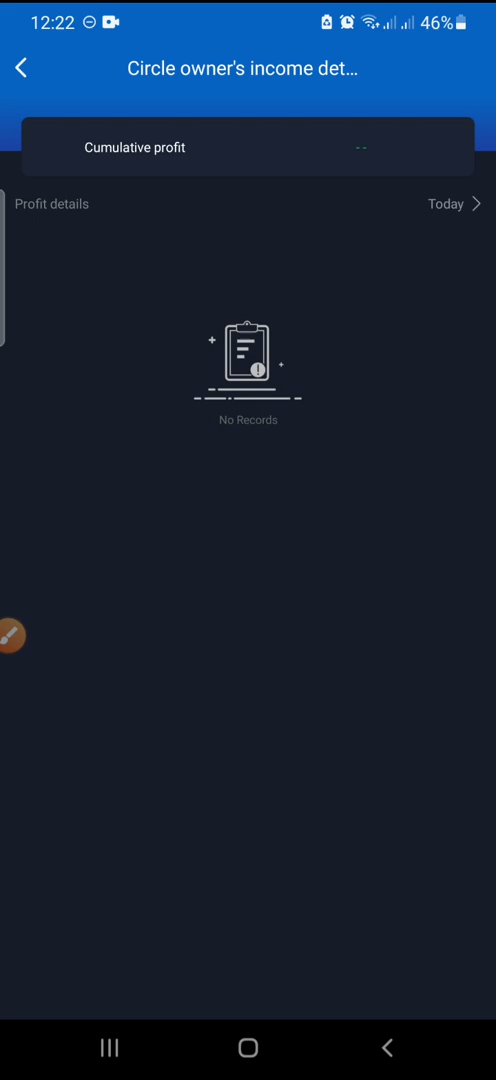 12:22
46%
Circle owner's income det...
Cumulative profit
--
Profit details
Today
No Records